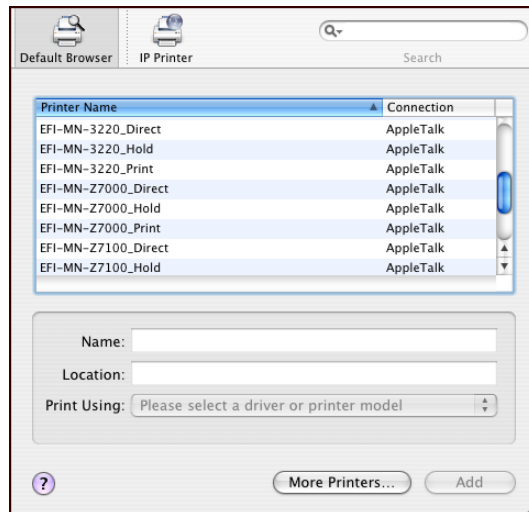 Default Browser IP Printer Search
Printer Name Connection
EFI-MN-3220_Direct AppleTalk
EFI-MN-3220_Hold AppleTalk
EFI-MN-3220_Print AppleTalk
EFI-MN-Z7000_Direct AppleTalk
EFI-MN-Z7000_Hold AppleTalk
EFI-MN-Z7000_Print AppleTalk
EFI-MN-Z7100_Direct AppleTalk
EFI-MN-Z7100_Hold AppleTalk
Name:
Location:
Print Using: Please select a driver or printer model
? More Printers... Add